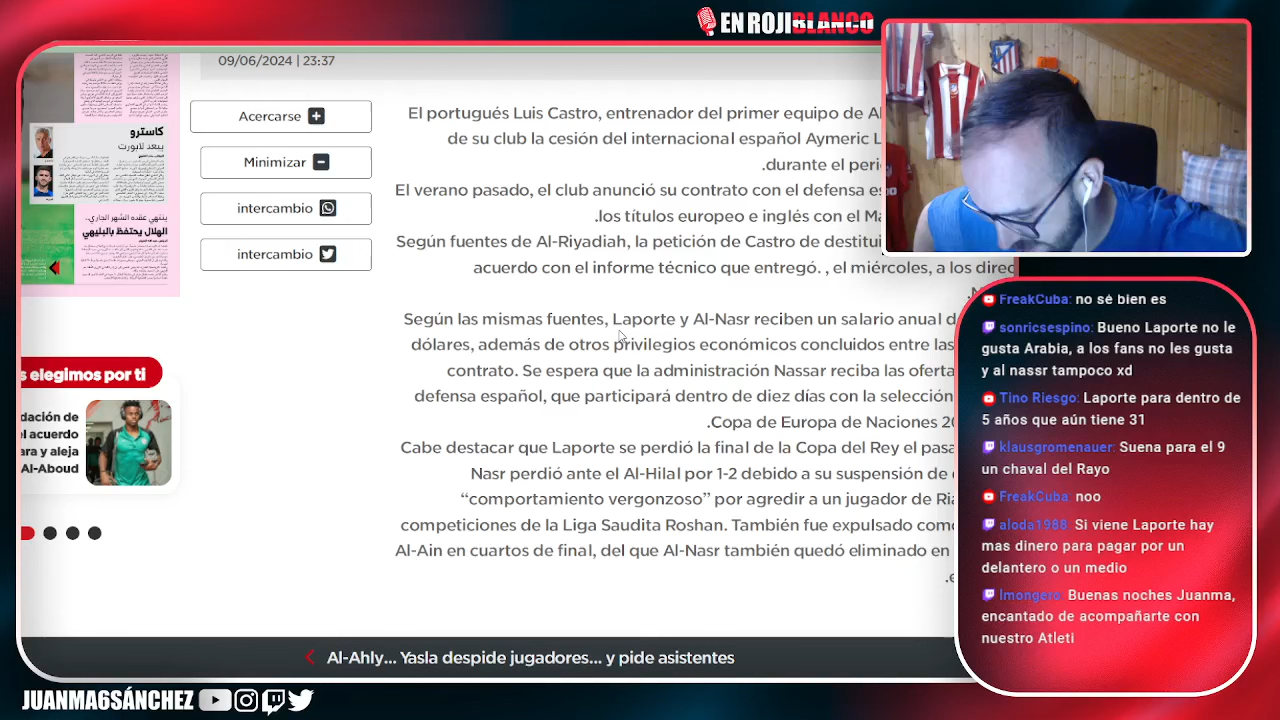 EN ROJIBLANCO
09/06/2024 | 23:37
كاسترو
يبعد لابورت
ينتهي عقده الشهر الجاري..
الهلال يحتفظ بالبليهي
Acercarse
Minimizar
intercambio
intercambio
El portugués Luis Castro, entrenador del primer equipo de Al
de su club la cesión del internacional español Aymeric L
.durante el peri
El verano pasado, el club anunció su contrato con el defensa es
.los títulos europeo e inglés con el Ma
Según fuentes de Al-Riyadiah, la petición de Castro de destitui
acuerdo con el informe técnico que entregó. , el miércoles, a los direc
Según las mismas fuentes, Laporte y Al-Nasr reciben un salario anual d
dólares, además de otros privilegios económicos concluidos entre las
contrato. Se espera que la administración Nassar reciba las oferta
defensa español, que participará dentro de diez días con la selección
.Copa de Europa de Naciones 20
Cabe destacar que Laporte se perdió la final de la Copa del Rey el pasa
Nasr perdió ante el Al-Hilal por 1-2 debido a su suspensión de
“comportamiento vergonzoso” por agredir a un jugador de Ria
competiciones de la Liga Saudita Roshan. También fue expulsado como
Al-Ain en cuartos de final, del que Al-Nasr también quedó eliminado en
s elegimos por ti
dación de
el acuerdo
ara y aleja
Al-Aboud
Al-Ahly... Yasla despide jugadores... y pide asistentes
FreakCuba: no sé bien es
sonricsespino: Bueno Laporte no le
gusta Arabia, a los fans no les gusta
y al nassr tampoco xd
Tino Riesgo: Laporte para dentro de
5 años que aún tiene 31
klausgromenauer: Suena para el 9
un chaval del Rayo
FreakCuba: noo
aloda1988: Si viene Laporte hay
mas dinero para pagar por un
delantero o un medio
lmongero: Buenas noches Juanma,
encantado de acompañarte con
nuestro Atleti
JUANMA6SÁNCHEZ